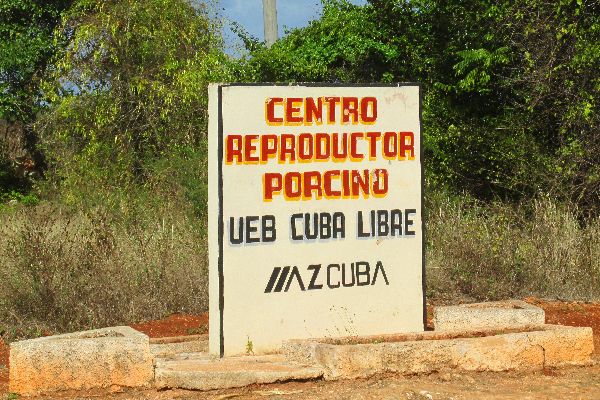 CENTRO
REPRODUCTOR
PORCINO
UEB CUBA LIBRE
AZCUBA